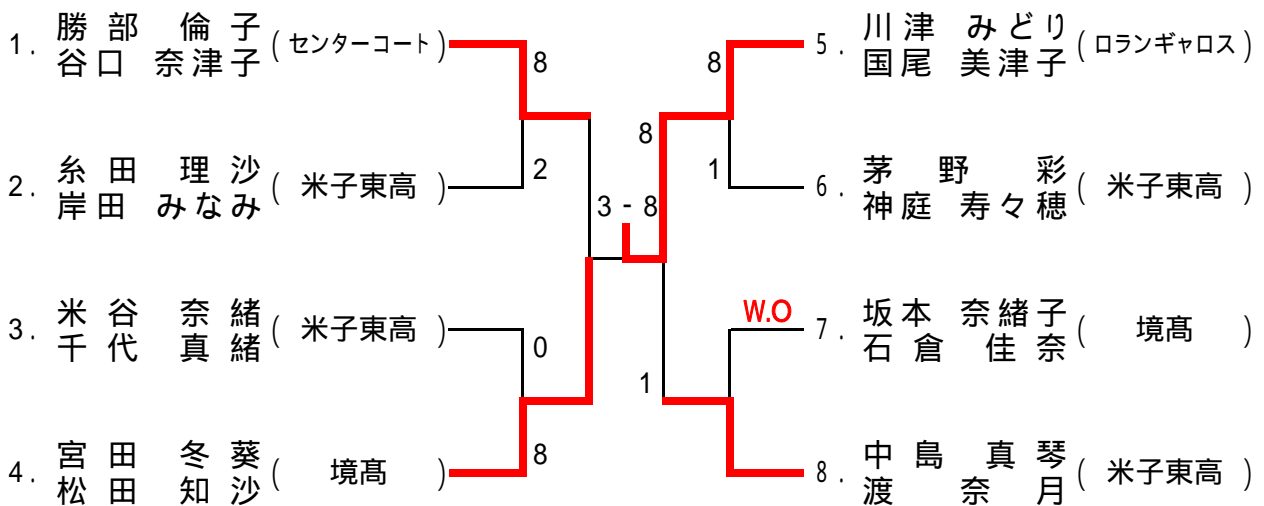 1. 勝部 倫子 谷口 奈津子 (センターコート)
8
2
2. 糸田 理沙 岸田 みなみ (米子東高)
3. 米谷 奈緒 千代 真緒 (米子東高)
0
8
4. 宮田 冬葵 松田 知沙 (境髙)
3 - 8
8
1
5. 川津 みどり 国尾 美津子 (ロランギャロス)
8
1
6. 茅野 彩 神庭 寿々穂 (米子東高)
W.O
7. 坂本 奈緒子 石倉 佳奈 (境髙)
8. 中島 真琴 渡 奈月 (米子東高)